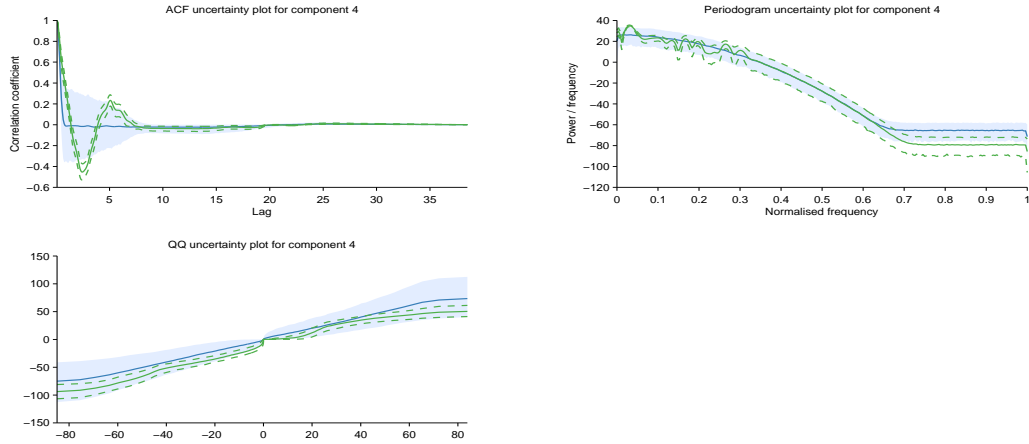 ACF uncertainty plot for component 4
1
0.8
0.6
0.4
0.2
0
−0.2
−0.4
−0.6
Correlation coefficient
5 10 15 20 25 30 35
Lag
Periodogram uncertainty plot for component 4
40
20
0
−20
−40
−60
−80
−100
−120
Power / frequency
0 0.1 0.2 0.3 0.4 0.5 0.6 0.7 0.8 0.9 1
Normalised frequency
QQ uncertainty plot for component 4
150
100
50
0
−50
−100
−150
−80 −60 −40 −20 0 20 40 60 80